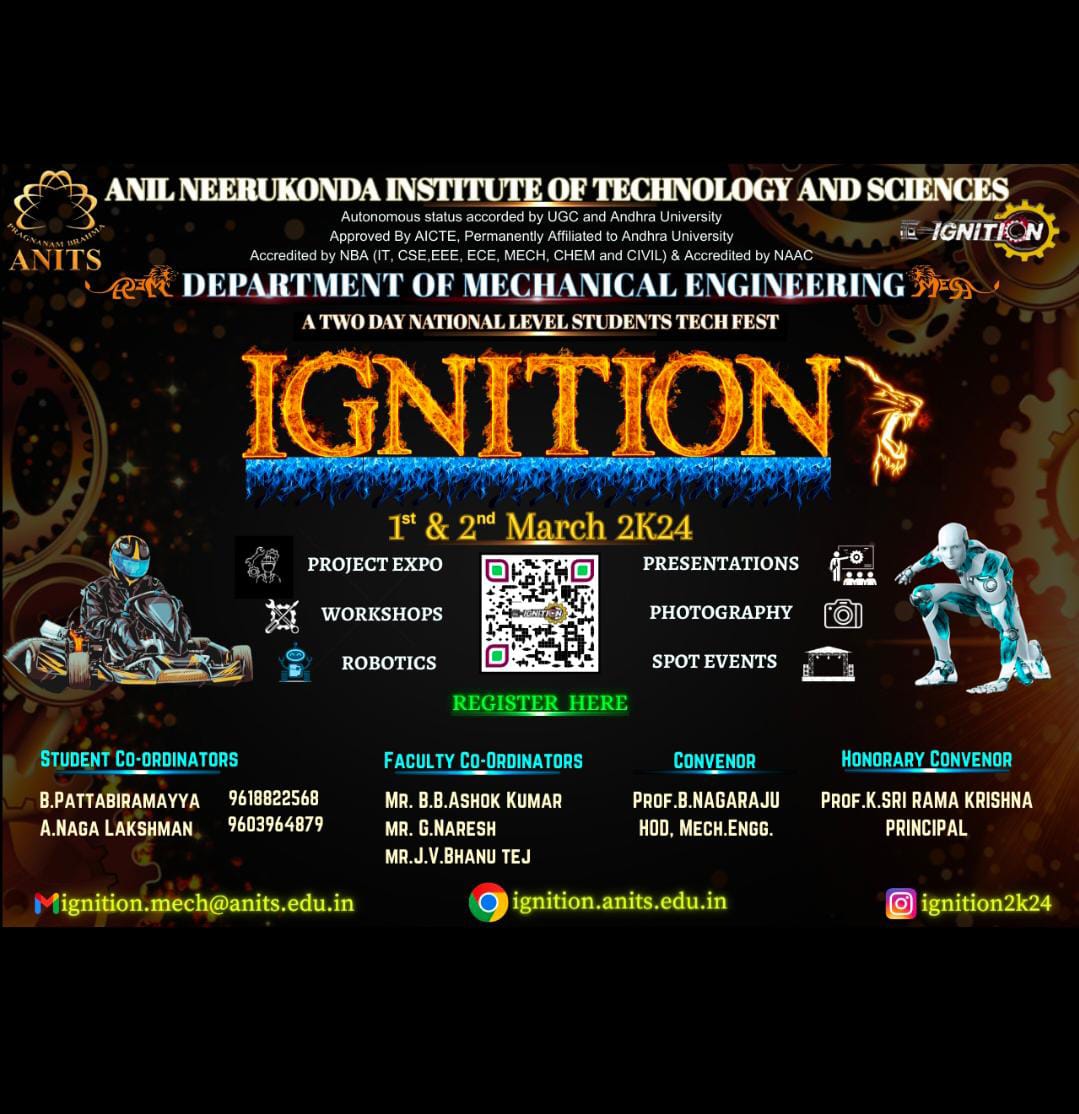 ANIL NEERUKONDA INSTITUTE OF TECHNOLOGY AND SCIENCES
Autonomous status accorded by UGC and Andhra University
Approved By AICTE, Permanently Affiliated to Andhra University
Accredited by NBA (IT, CSE,EEE, ECE, MECH, CHEM and CIVIL) & Accredited by NAAC
PRAGNANAM BRAHMA
ANITS
IGNITION
DEPARTMENT OF MECHANICAL ENGINEERING
A TWO DAY NATIONAL LEVEL STUDENTS TECH FEST
IGNITION
1st & 2nd March 2K24
PROJECT EXPO
WORKSHOPS
ROBOTICS
IGNITION
PRESENTATIONS
PHOTOGRAPHY
SPOT EVENTS
REGISTER HERE
STUDENT CO-ORDINATORS
B.PATTABIRAMAYYA 9618822568
A.NAGA LAKSHMAN 9603964879
FACULTY CO-ORDINATORS
MR. B.B.ASHOK KUMAR
MR. G.NARESH
MR.J.V.BHANU TEJ
CONVENOR
PROF.B.NAGARAJU
HOD, MECH.ENGG.
HONORARY CONVENOR
PROF.K.SRI RAMA KRISHNA
PRINCIPAL
ignition.mech@anits.edu.in
ignition.anits.edu.in
ignition2k24